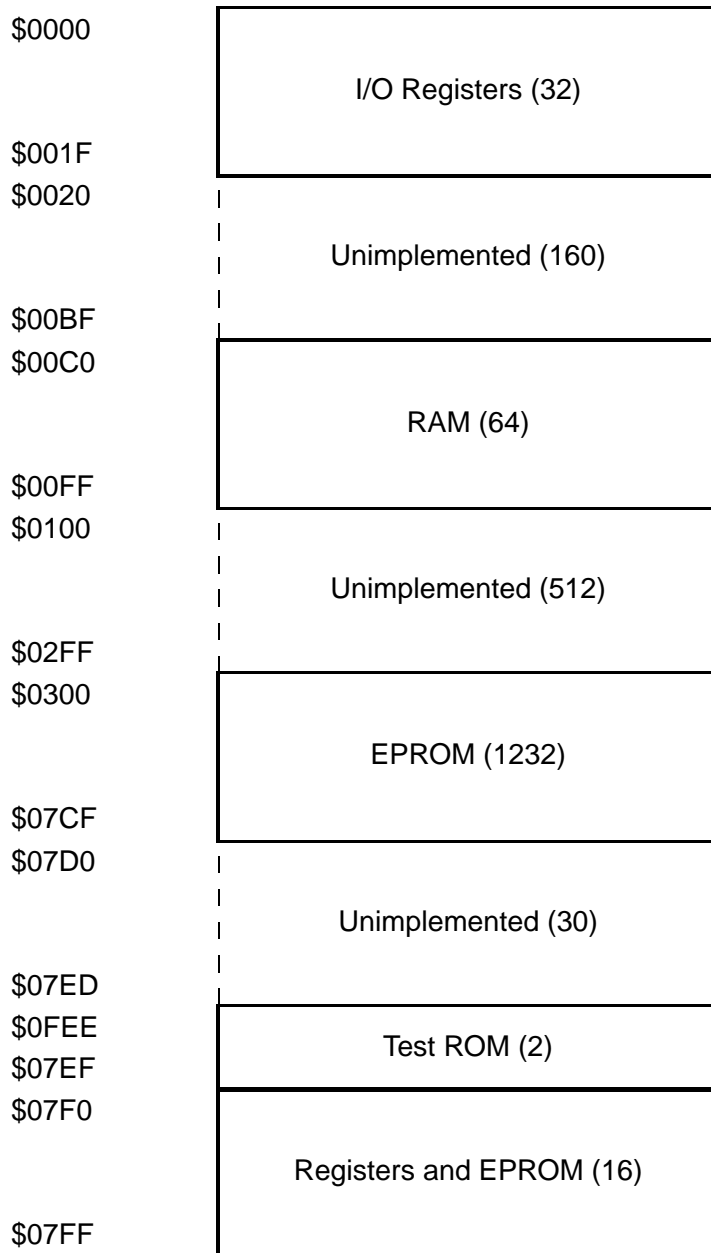 $0000
I/O Registers (32)
$001F
$0020
Unimplemented (160)
$00BF
$00C0
RAM (64)
$00FF
$0100
Unimplemented (512)
$02FF
$0300
EPROM (1232)
$07CF
$07D0
Unimplemented (30)
$07ED
$0FEE
Test ROM (2)
$07EF
$07F0
Registers and EPROM (16)
$07FF